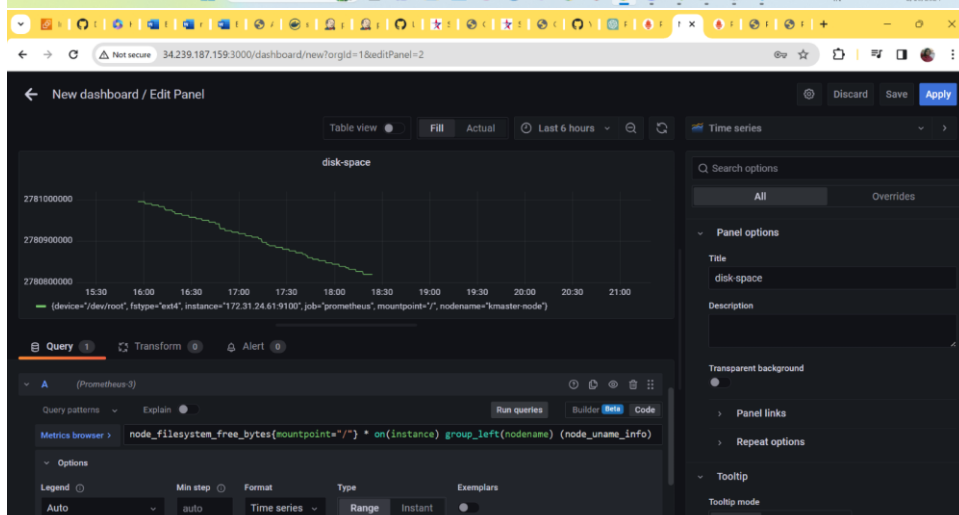 Not secure 34.239.187.159:3000/dashboard/new?orgId=1&editPanel=2
New dashboard / Edit Panel
Discard Save Apply
Table view Fill Actual Last 6 hours
Time series
disk-space
Search options
All Overrides
2781000000
2780900000
2780800000
15:30 16:00 16:30 17:00 17:30 18:00 18:30 19:00 19:30 20:00 20:30 21:00
{device="/dev/root", fstype="ext4", instance="172.31.24.61:9100", job="prometheus", mountpoint="/", nodename="kmaster-node"}
Panel options
Title
disk-space
Description
Transparent background
Panel links
Repeat options
Tooltip
Tooltip mode
Query 1 Transform 0 Alert 0
A (Prometheus-3)
Query patterns Explain Run queries Builder Beta Code
Metrics browser > node_filesystem_free_bytes{mountpoint="/"} * on(instance) group_left(nodename) (node_uname_info)
Options
Legend Min step Format Type Exemplars
Auto auto Time series Range Instant